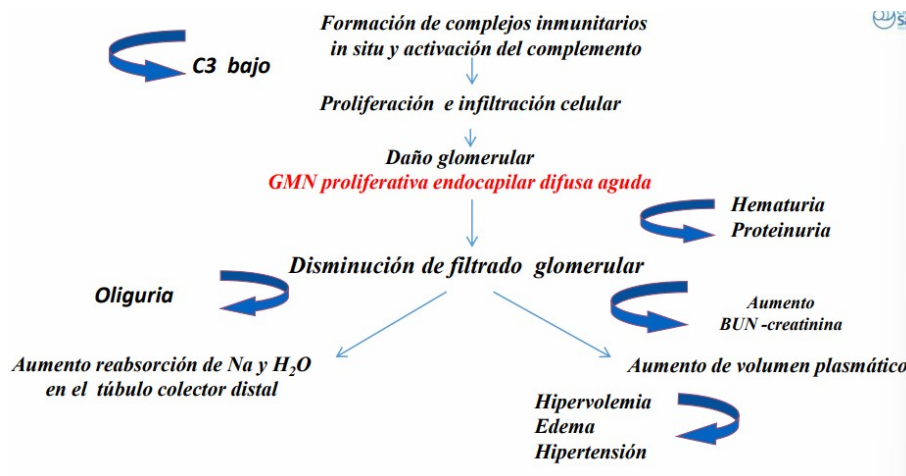 Formación de complejos inmunitarios
in situ y activación del complemento
C3 bajo
Proliferación e infiltración celular
Daño glomerular
GMN proliferativa endocapilar difusa aguda
Hematuria
Proteinuria
Disminución de filtrado glomerular
Oliguria
Aumento
BUN -creatinina
Aumento reabsorción de Na y H₂O
en el túbulo colector distal
Aumento de volumen plasmático
Hipervolemia
Edema
Hipertensión